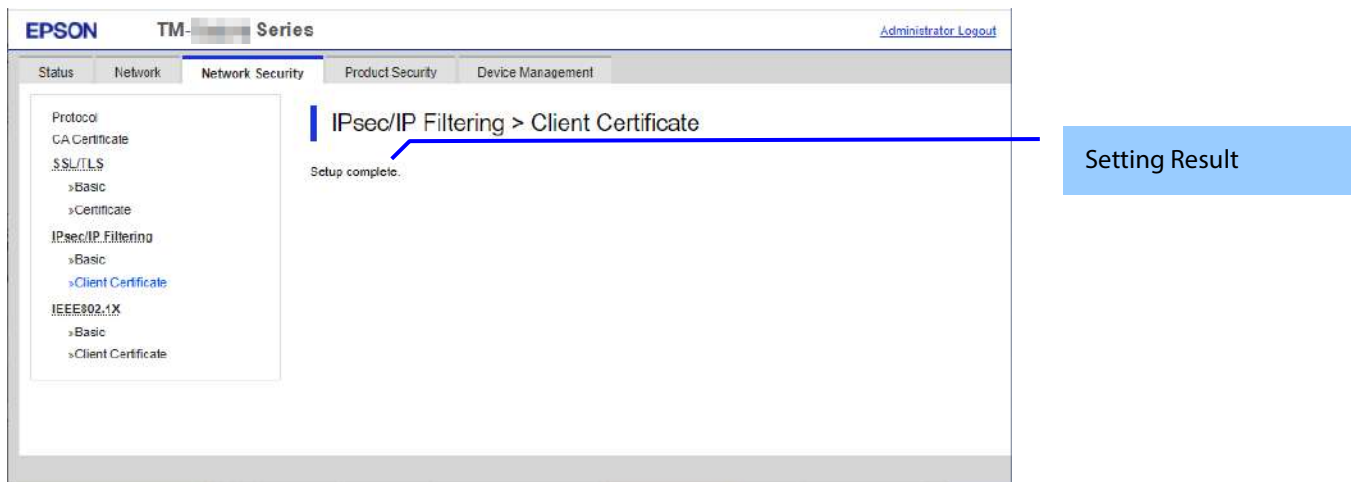 EPSON TM- Series Administrator Logout
Status Network Network Security Product Security Device Management
Protocol
CA Certificate
SSL/TLS
»Basic
»Certificate
IPsec/IP Filtering
»Basic
»Client Certificate
IEEE802.1X
»Basic
»Client Certificate
IPsec/IP Filtering > Client Certificate
Setup complete.
Setting Result